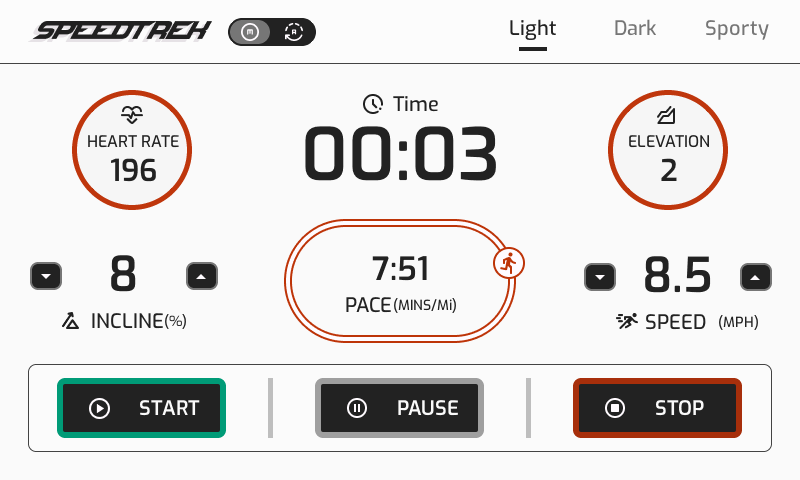 SPEEDTREK
M A
Light Dark Sporty
HEART RATE
196
Time
00:03
ELEVATION
2
8
INCLINE(%)
7:51
PACE(MINS/Mi)
8.5
SPEED (MPH)
START PAUSE STOP